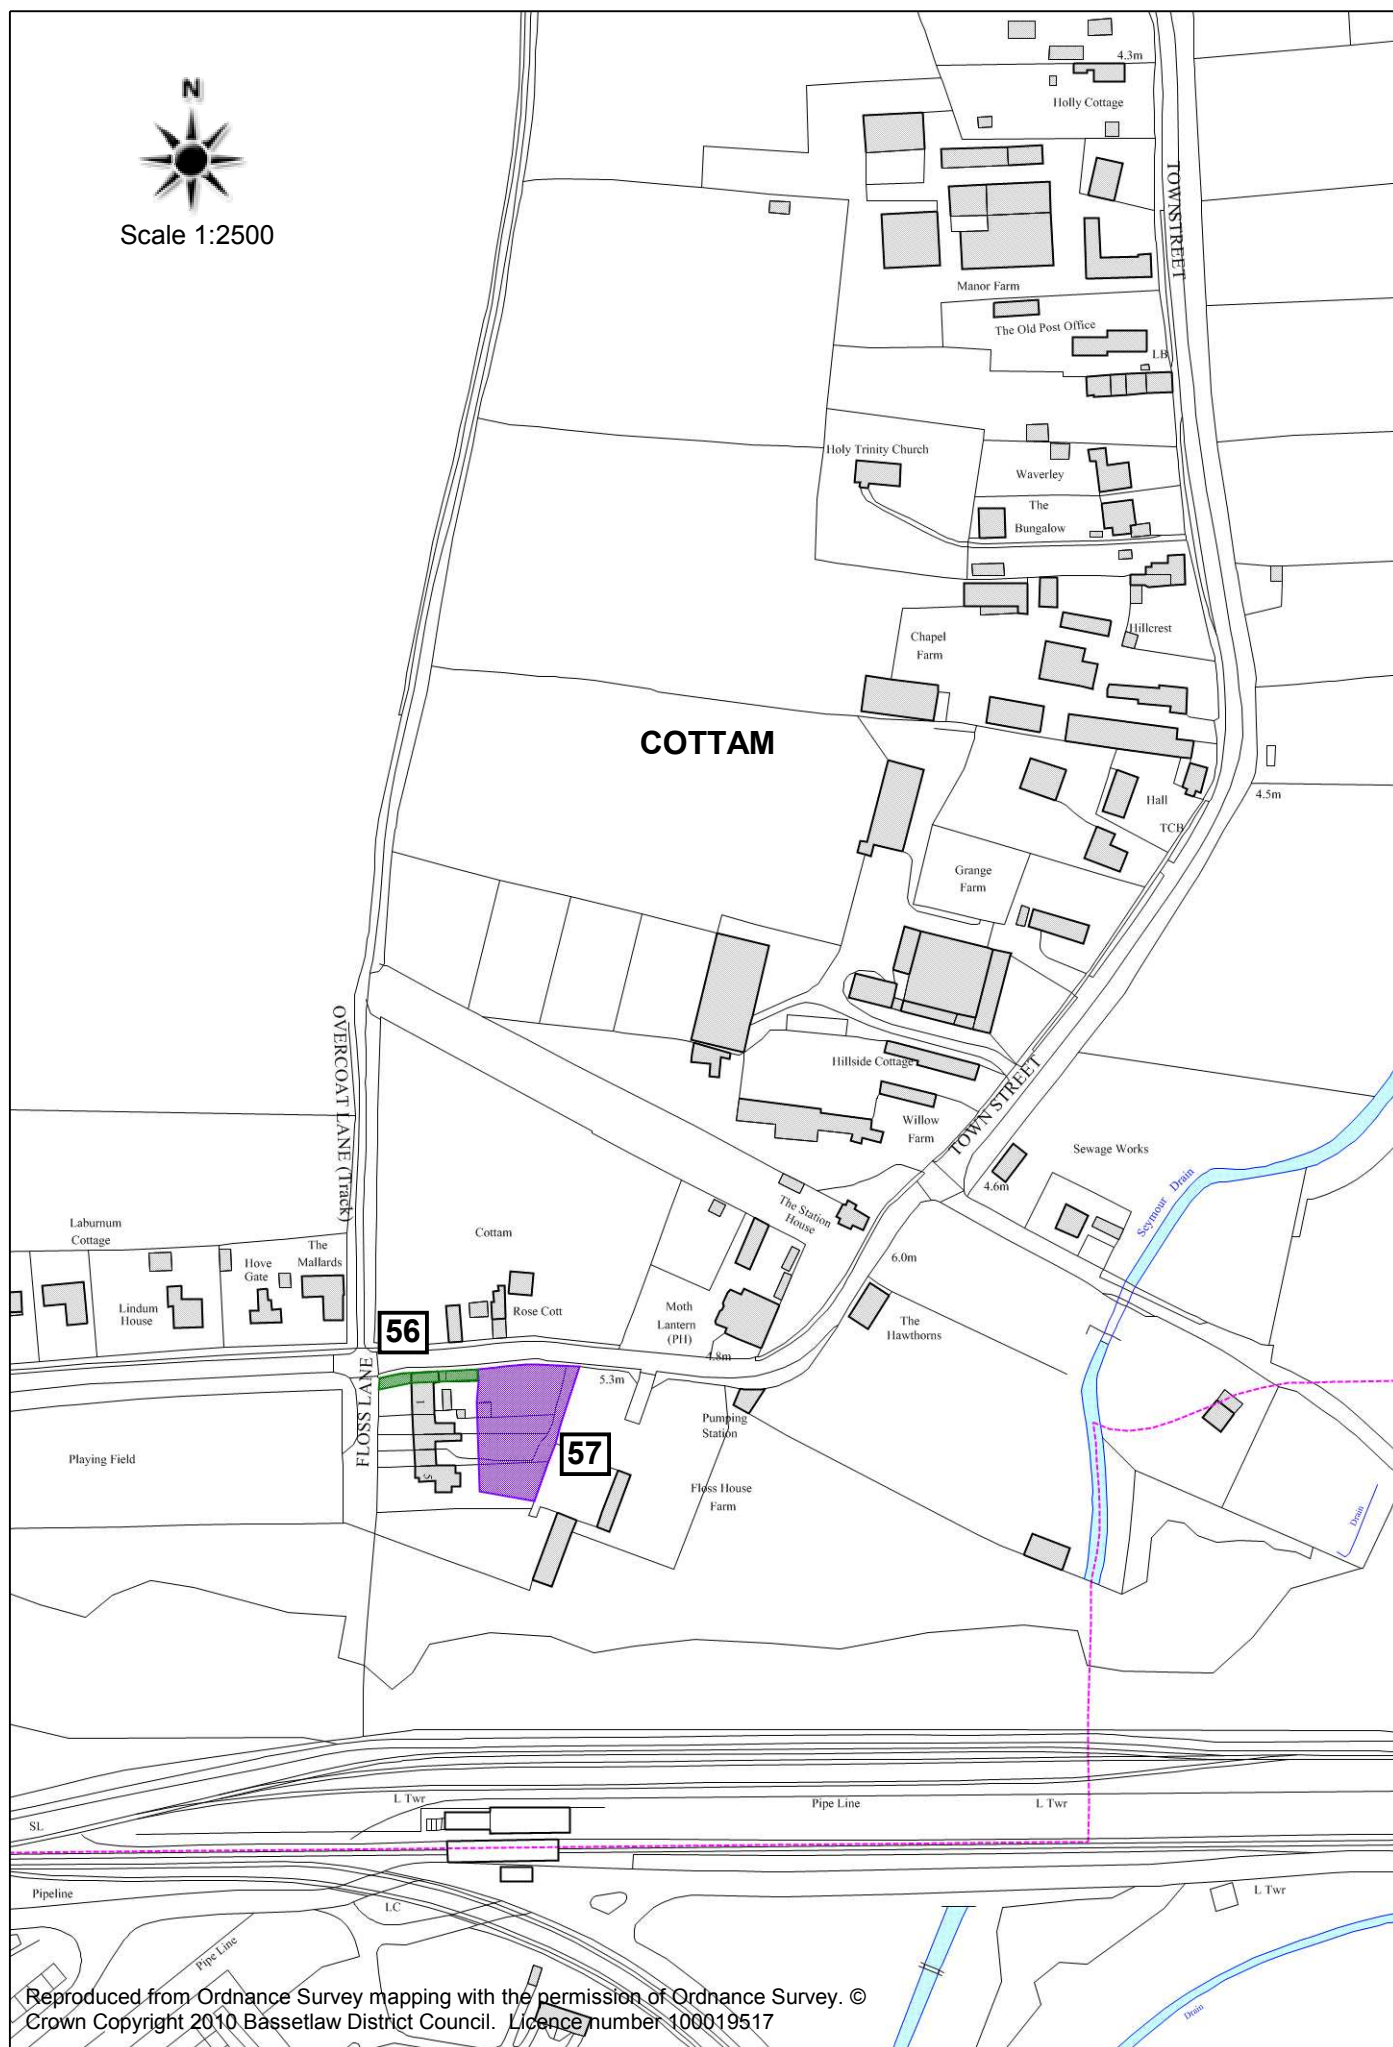 N
Scale 1:2500
4.3m
Holly Cottage
TOWNSTREET
Manor Farm
The Old Post Office
LB
Holy Trinity Church
Waverley
The
Bungalow
Hillcrest
Chapel
Farm
COTTAM
Hall
4.5m
TCB
Grange
Farm
OVERCOAT LANE (Track)
Hillside Cottage
TOWN STREET
Willow
Farm
Sewage Works
4.6m
Seymour Drain
The Station
House
Laburnum
Cottage
Cottam
Hove
Gate
The
Mallards
6.0m
Lindum
House
Rose Cott
Moth
Lantern
(PH)
The
Hawthorns
56
4.8m
5.3m
FLOSS LANE
1
5
Pumping
Station
57
Playing Field
Floss House
Farm
Drain
L Twr
Pipe Line
L Twr
SL
Pipeline
LC
L Twr
Pipe Line
Drain
Reproduced from Ordnance Survey mapping with the permission of Ordnance Survey. ©
Crown Copyright 2010 Bassetlaw District Council. Licence number 100019517